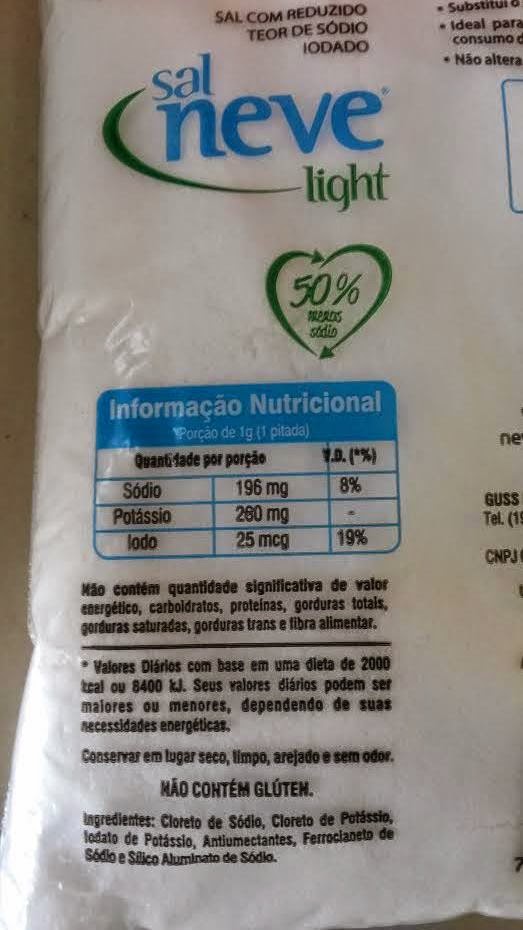 SAL COM REDUZIDO
TEOR DE SÓDIO
IODADO
sal
neve®
light
50%
menos
sódio
Informação Nutricional
Porção de 1g (1 pitada)
Quantidade por porção V.D. (*%)
Sódio 196 mg 8%
Potássio 260 mg -
Iodo 25 mcg 19%
Não contém quantidade significativa de valor
energético, carboidratos, proteínas, gorduras totais,
gorduras saturadas, gorduras trans e fibra alimentar.
* Valores Diários com base em uma dieta de 2000
kcal ou 8400 kJ. Seus valores diários podem ser
maiores ou menores, dependendo de suas
necessidades energéticas.
Conservar em lugar seco, limpo, arejado e sem odor.
NÃO CONTÉM GLÚTEN.
Ingredientes: Cloreto de Sódio, Cloreto de Potássio,
Iodato de Potássio, Antiumectantes, Ferrocianeto de
Sódio e Sílico Aluminato de Sódio.
• Substitui o
• Ideal para
consumo d
• Não altera
GUSS
Tel. (19
CNPJ